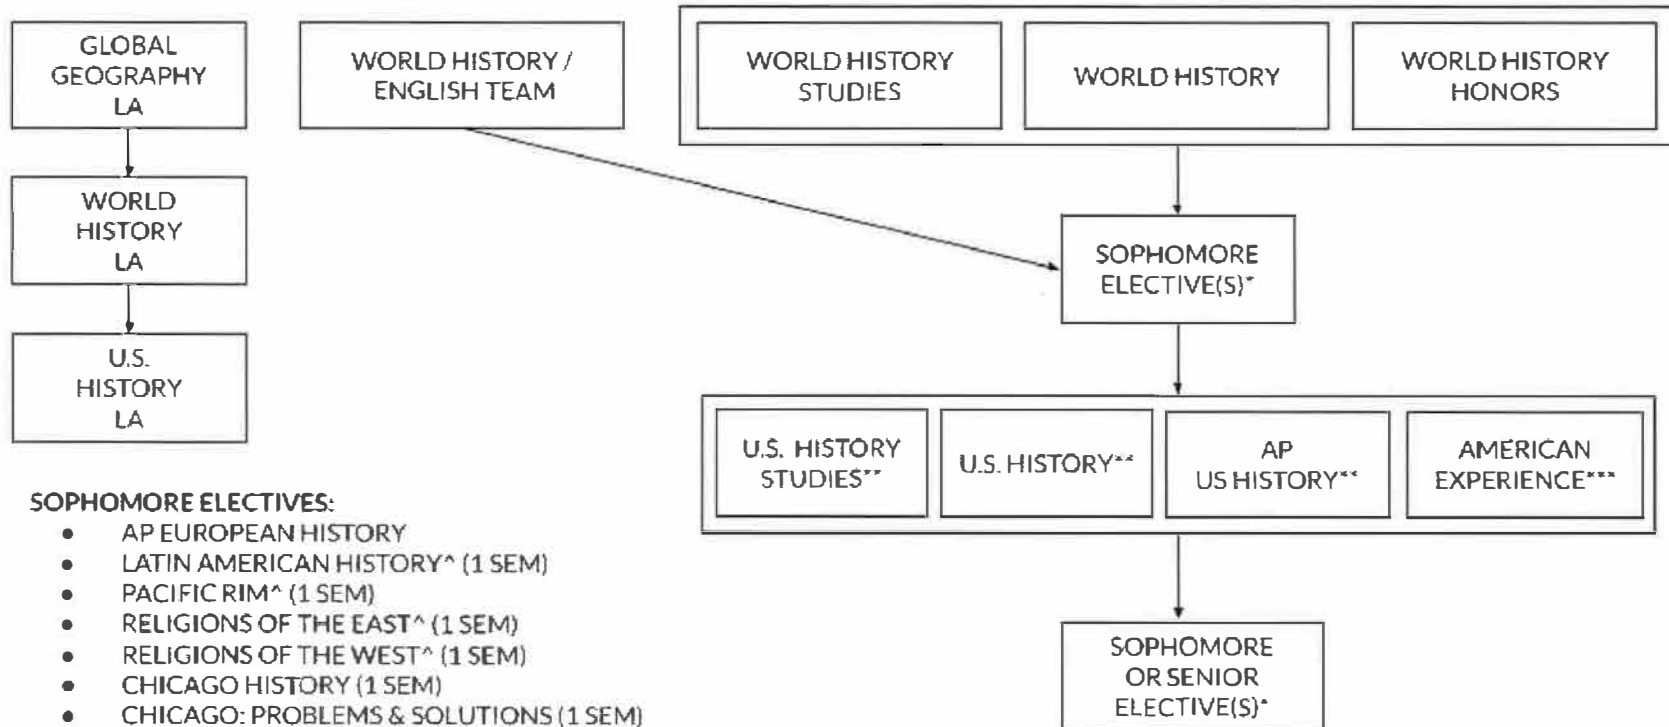 GLOBAL
GEOGRAPHY
LA
WORLD HISTORY /
ENGLISH TEAM
WORLD HISTORY
STUDIES
WORLD HISTORY
WORLD HISTORY
HONORS
WORLD
HISTORY
LA
SOPHOMORE
ELECTIVE(S)*
U.S.
HISTORY
LA
U.S. HISTORY
STUDIES**
U.S. HISTORY**
AP
US HISTORY**
AMERICAN
EXPERIENCE***
SOPHOMORE ELECTIVES:
• AP EUROPEAN HISTORY
• LATIN AMERICAN HISTORY^ (1 SEM)
• PACIFIC RIM^ (1 SEM)
• RELIGIONS OF THE EAST^ (1 SEM)
• RELIGIONS OF THE WEST^ (1 SEM)
• CHICAGO HISTORY (1 SEM)
• CHICAGO: PROBLEMS & SOLUTIONS (1 SEM)
SOPHOMORE
OR SENIOR
ELECTIVE(S)*